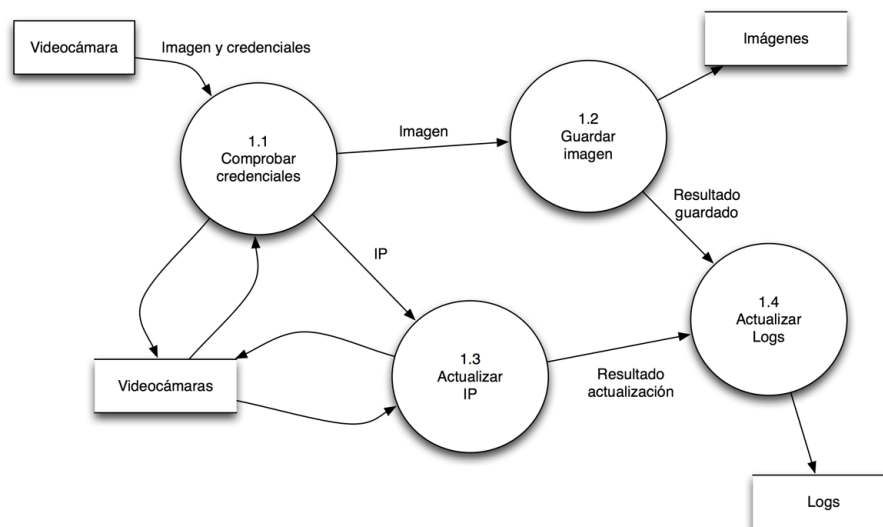 Videocámara
Imagen y credenciales
Imágenes
1.1
Comprobar
credenciales
Imagen
1.2
Guardar
imagen
Resultado
guardado
IP
1.4
Actualizar
Logs
Videocámaras
1.3
Actualizar
IP
Resultado
actualización
Logs